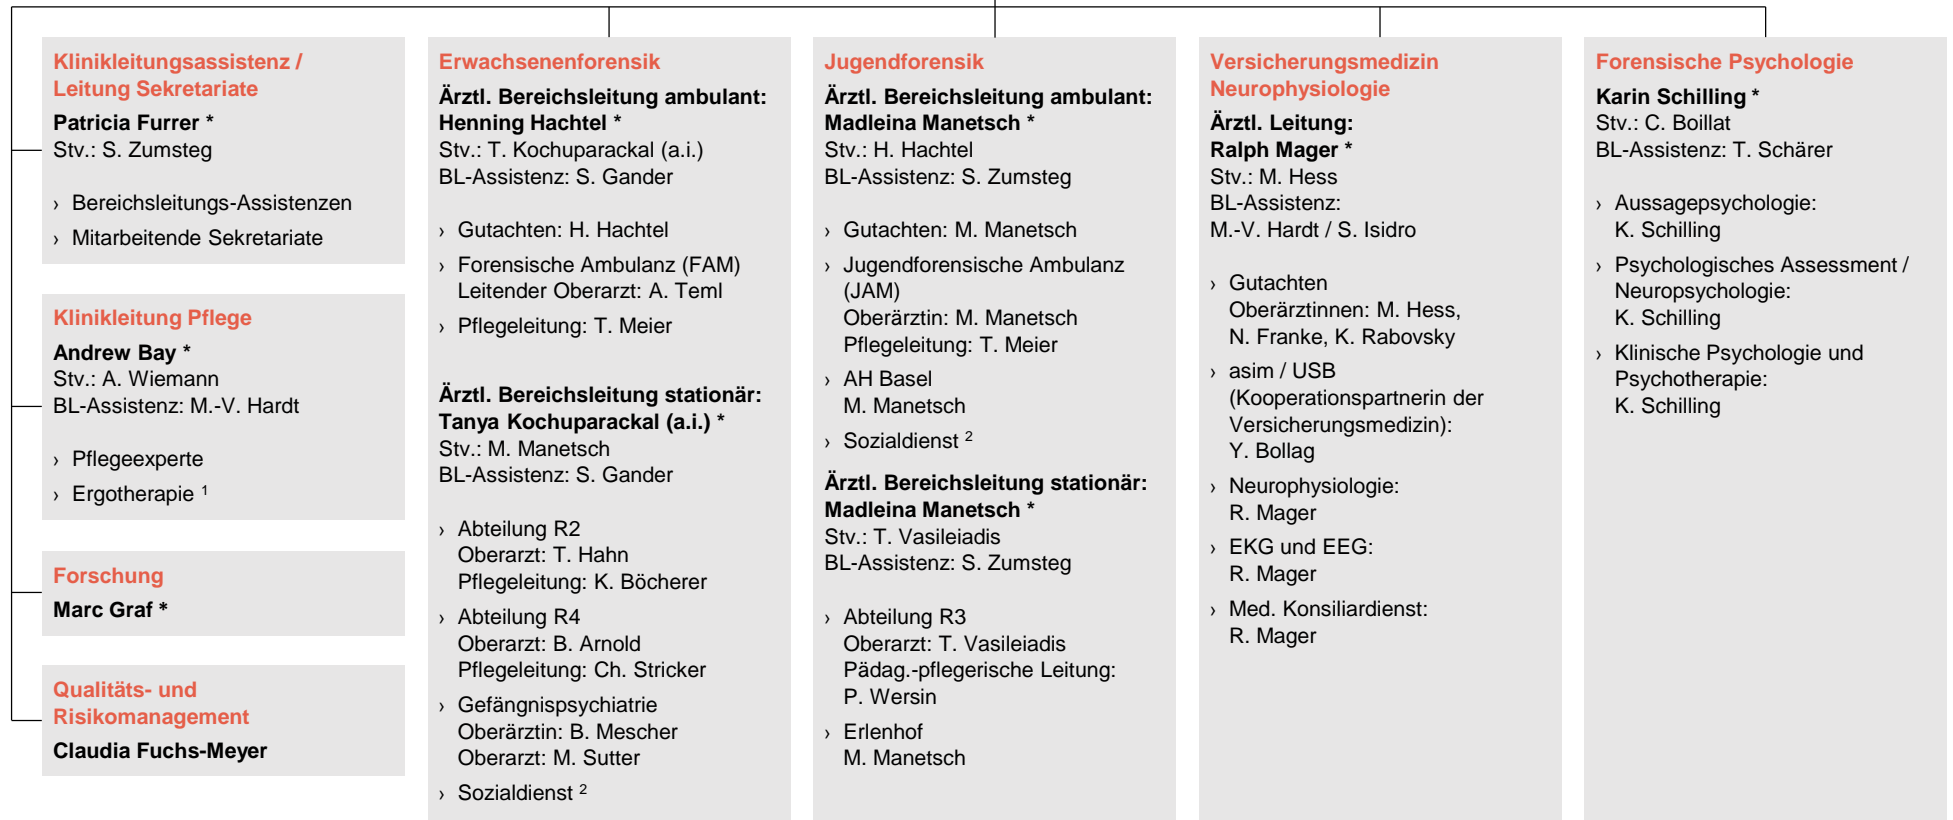 Klinikleitungsassistenz /
Leitung Sekretariate
Patricia Furrer *
Stv.: S. Zumsteg
› Bereichsleitungs-Assistenzen
› Mitarbeitende Sekretariate
Klinikleitung Pflege
Andrew Bay *
Stv.: A. Wiemann
BL-Assistenz: M.-V. Hardt
› Pflegeexperte
› Ergotherapie ¹
Forschung
Marc Graf *
Qualitäts- und
Risikomanagement
Claudia Fuchs-Meyer
Erwachsenenforensik
Ärztl. Bereichsleitung ambulant:
Henning Hachtel *
Stv.: T. Kochuparackal (a.i.)
BL-Assistenz: S. Gander
› Gutachten: H. Hachtel
› Forensische Ambulanz (FAM)
Leitender Oberarzt: A. Teml
› Pflegeleitung: T. Meier
Ärztl. Bereichsleitung stationär:
Tanya Kochuparackal (a.i.) *
Stv.: M. Manetsch
BL-Assistenz: S. Gander
› Abteilung R2
Oberarzt: T. Hahn
Pflegeleitung: K. Böcherer
› Abteilung R4
Oberarzt: B. Arnold
Pflegeleitung: Ch. Stricker
› Gefängnispsychiatrie
Oberärztin: B. Mescher
Oberarzt: M. Sutter
› Sozialdienst ²
Jugendforensik
Ärztl. Bereichsleitung ambulant:
Madleina Manetsch *
Stv.: H. Hachtel
BL-Assistenz: S. Zumsteg
› Gutachten: M. Manetsch
› Jugendforensische Ambulanz
(JAM)
Oberärztin: M. Manetsch
Pflegeleitung: T. Meier
› AH Basel
M. Manetsch
› Sozialdienst ²
Ärztl. Bereichsleitung stationär:
Madleina Manetsch *
Stv.: T. Vasileiadis
BL-Assistenz: S. Zumsteg
› Abteilung R3
Oberarzt: T. Vasileiadis
Pädag.-pflegerische Leitung:
P. Wersin
› Erlenhof
M. Manetsch
Versicherungsmedizin
Neurophysiologie
Ärztl. Leitung:
Ralph Mager *
Stv.: M. Hess
BL-Assistenz:
M.-V. Hardt / S. Isidro
› Gutachten
Oberärztinnen: M. Hess,
N. Franke, K. Rabovsky
› asim / USB
(Kooperationspartnerin der
Versicherungsmedizin):
Y. Bollag
› Neurophysiologie:
R. Mager
› EKG und EEG:
R. Mager
› Med. Konsiliardienst:
R. Mager
Forensische Psychologie
Karin Schilling *
Stv.: C. Boillat
BL-Assistenz: T. Schärer
› Aussagepsychologie:
K. Schilling
› Psychologisches Assessment /
Neuropsychologie:
K. Schilling
› Klinische Psychologie und
Psychotherapie:
K. Schilling